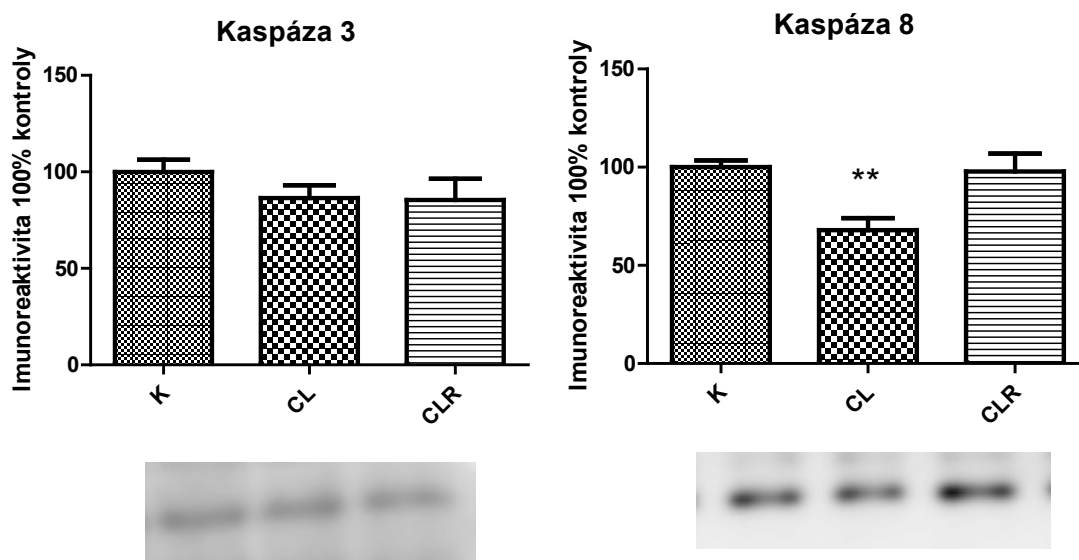 Kaspáza 3
Imunoreaktivita 100% kontroly
150
100
50
0
K
CL
CLR
Kaspáza 8
Imunoreaktivita 100% kontroly
150
100
50
0
**
K
CL
CLR